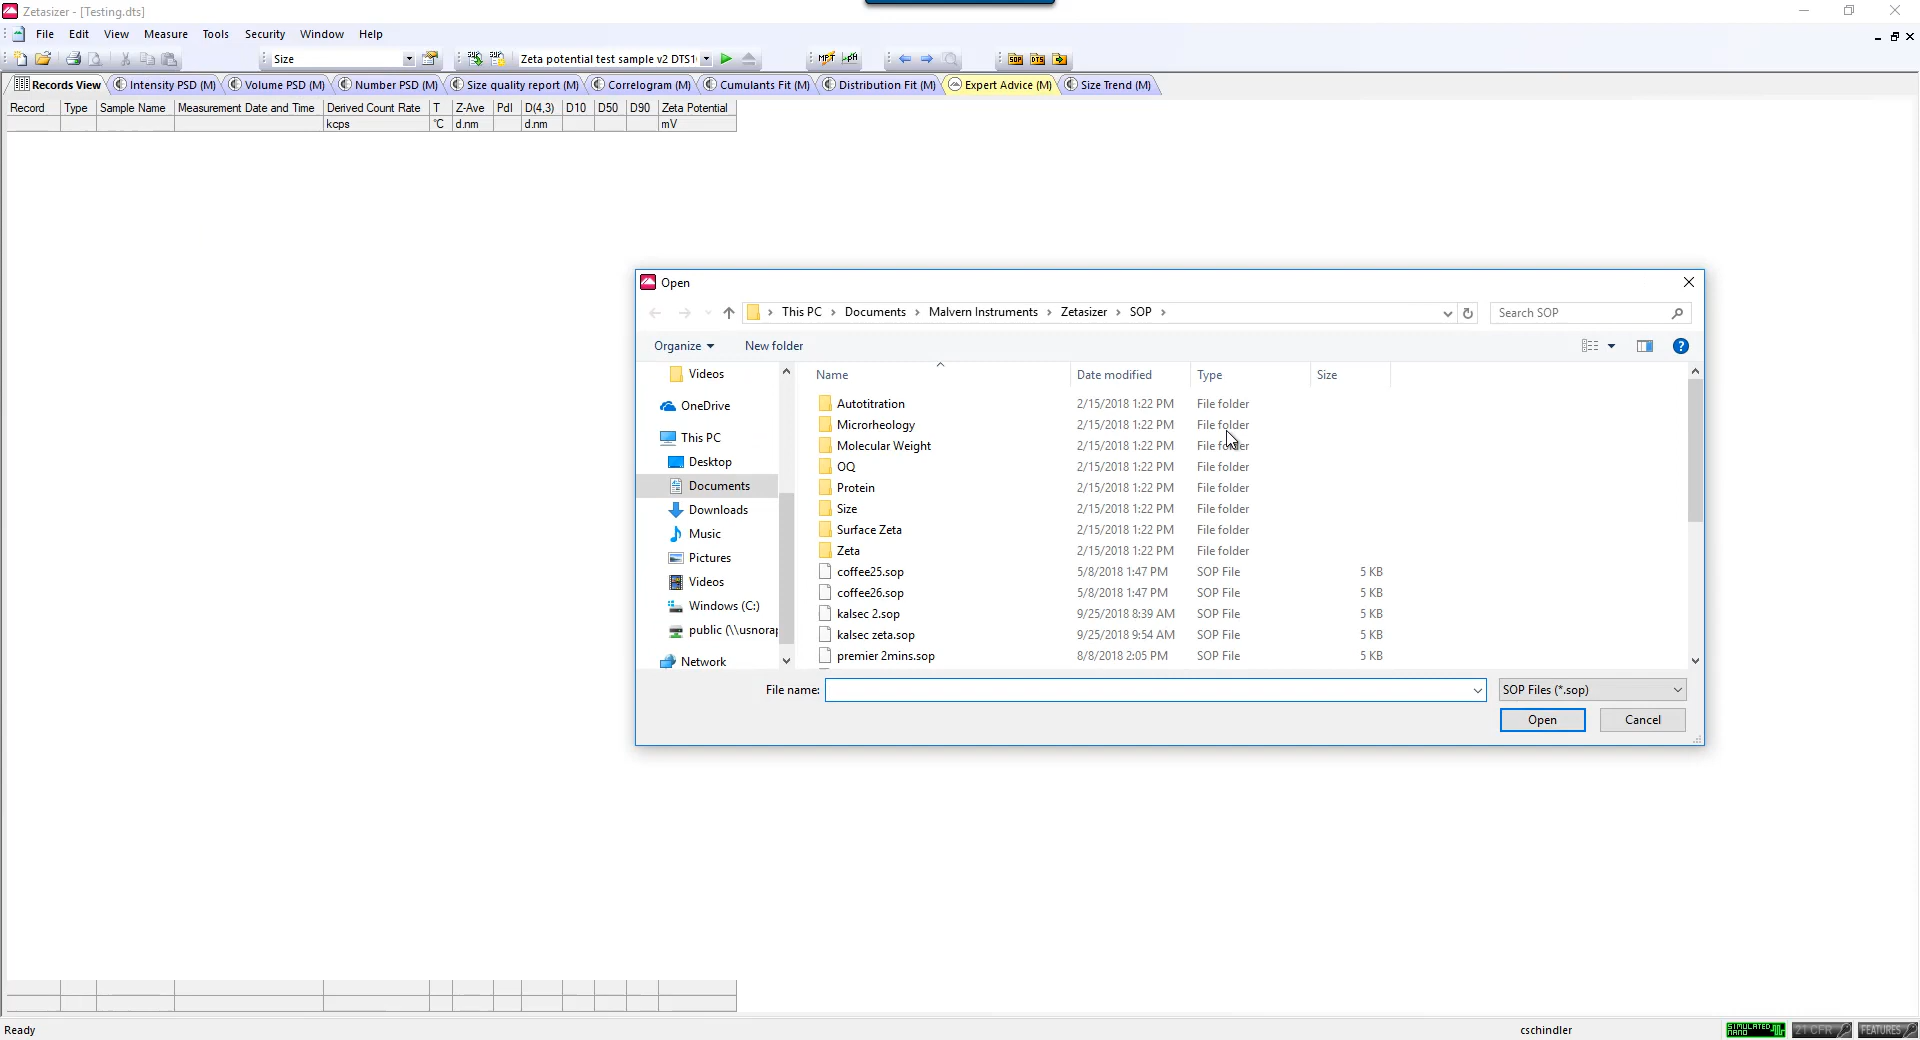 Zetasizer - [Testing.dts]
File Edit View Measure Tools Security Window Help
Size Zeta potential test sample v2 DTS1 MPT pH SOP DTS
Records View Intensity PSD (M) Volume PSD (M) Number PSD (M) Size quality report (M) Correlogram (M) Cumulants Fit (M) Distribution Fit (M) Expert Advice (M) Size Trend (M)
Record Type Sample Name Measurement Date and Time Derived Count Rate T Z-Ave PdI D(4,3) D10 D50 D90 Zeta Potential
kcps °C d.nm d.nm mV
Open
This PC Documents Malvern Instruments Zetasizer SOP Search SOP
Organize New folder
Name Date modified Type Size
Videos
OneDrive
This PC
Desktop
Documents
Downloads
Music
Pictures
Videos
Windows (C:)
public (\\usnorap
Network
Autotitration 2/15/2018 1:22 PM File folder
Microrheology 2/15/2018 1:22 PM File folder
Molecular Weight 2/15/2018 1:22 PM File folder
OQ 2/15/2018 1:22 PM File folder
Protein 2/15/2018 1:22 PM File folder
Size 2/15/2018 1:22 PM File folder
Surface Zeta 2/15/2018 1:22 PM File folder
Zeta 2/15/2018 1:22 PM File folder
coffee25.sop 5/8/2018 1:47 PM SOP File 5 KB
coffee26.sop 5/8/2018 1:47 PM SOP File 5 KB
kalsec 2.sop 9/25/2018 8:39 AM SOP File 5 KB
kalsec zeta.sop 9/25/2018 9:54 AM SOP File 5 KB
premier 2mins.sop 8/8/2018 2:05 PM SOP File 5 KB
File name: SOP Files (*.sop)
Open Cancel
Ready cschindler SIMULATED NANO 21 CFR FEATURES